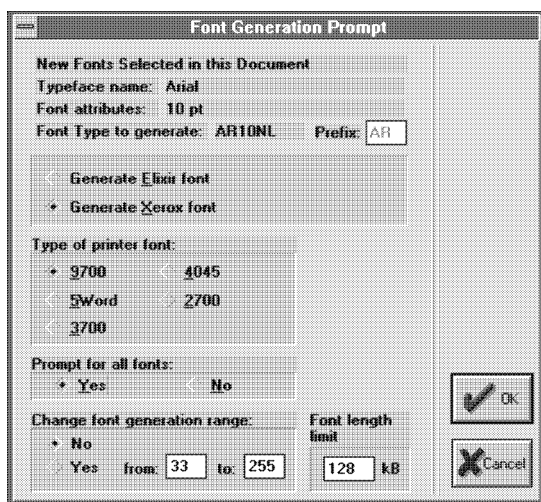 Font Generation Prompt
New Fonts Selected in this Document
Typeface name: Arial
Font attributes: 10 pt
Font Type to generate: AR10NL Prefix: AR
Generate Elixir font
Generate Xerox font
Type of printer font:
9700 4045
5Word 2700
3700
Prompt for all fonts:
Yes No
Change font generation range:
No
Yes from: 33 to: 255
Font length
limit
128 kB
OK
Cancel